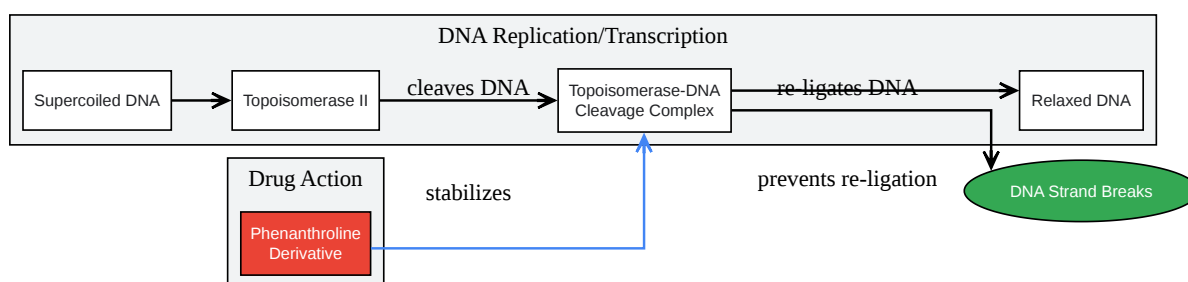 DNA Replication/Transcription
Supercoiled DNA
Topoisomerase II
cleaves DNA
Topoisomerase-DNA
Cleavage Complex
re-ligates DNA
Relaxed DNA
Drug Action
stabilizes
prevents re-ligation
DNA Strand Breaks
Phenanthroline
Derivative